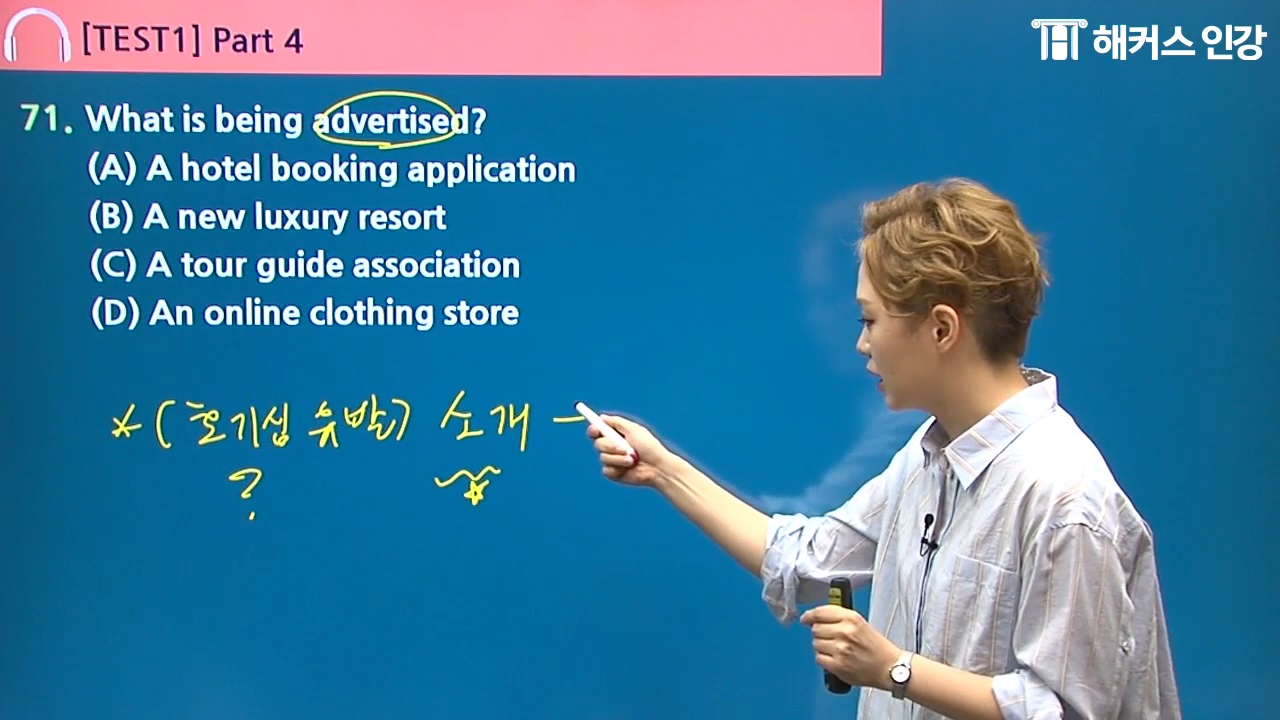 [TEST1] Part 4
해커스 인강
71. What is being advertised?
(A) A hotel booking application
(B) A new luxury resort
(C) A tour guide association
(D) An online clothing store
* (호기심 유발) 소개 –
?